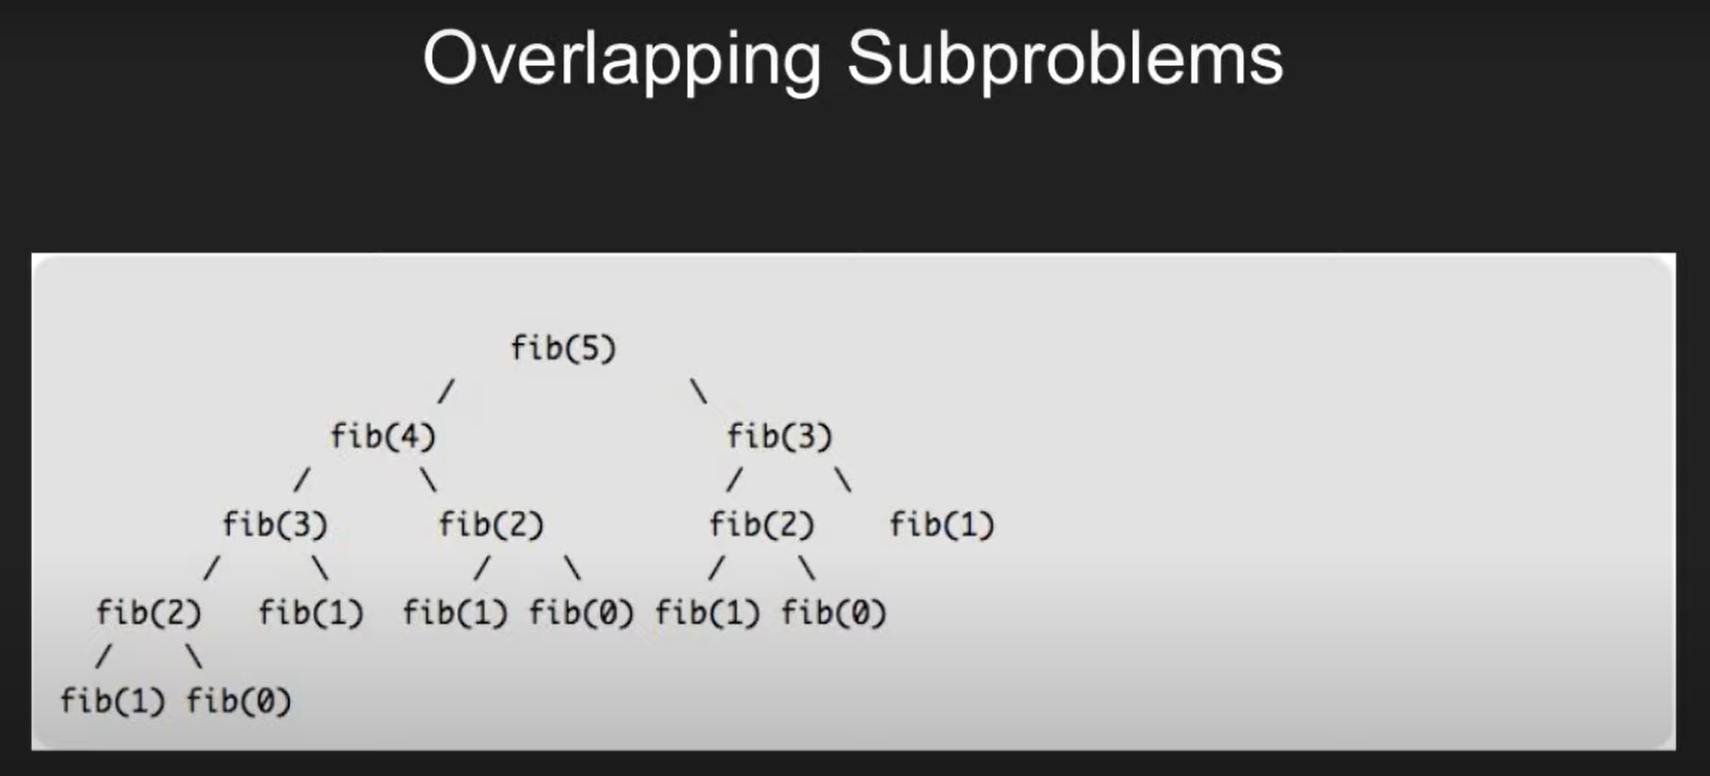 Overlapping Subproblems
fib(5)
/ \
fib(4) fib(3)
/ \ / \
fib(3) fib(2) fib(2) fib(1)
/ \ / \ / \
fib(2) fib(1) fib(1) fib(0) fib(1) fib(0)
/ \
fib(1) fib(0)